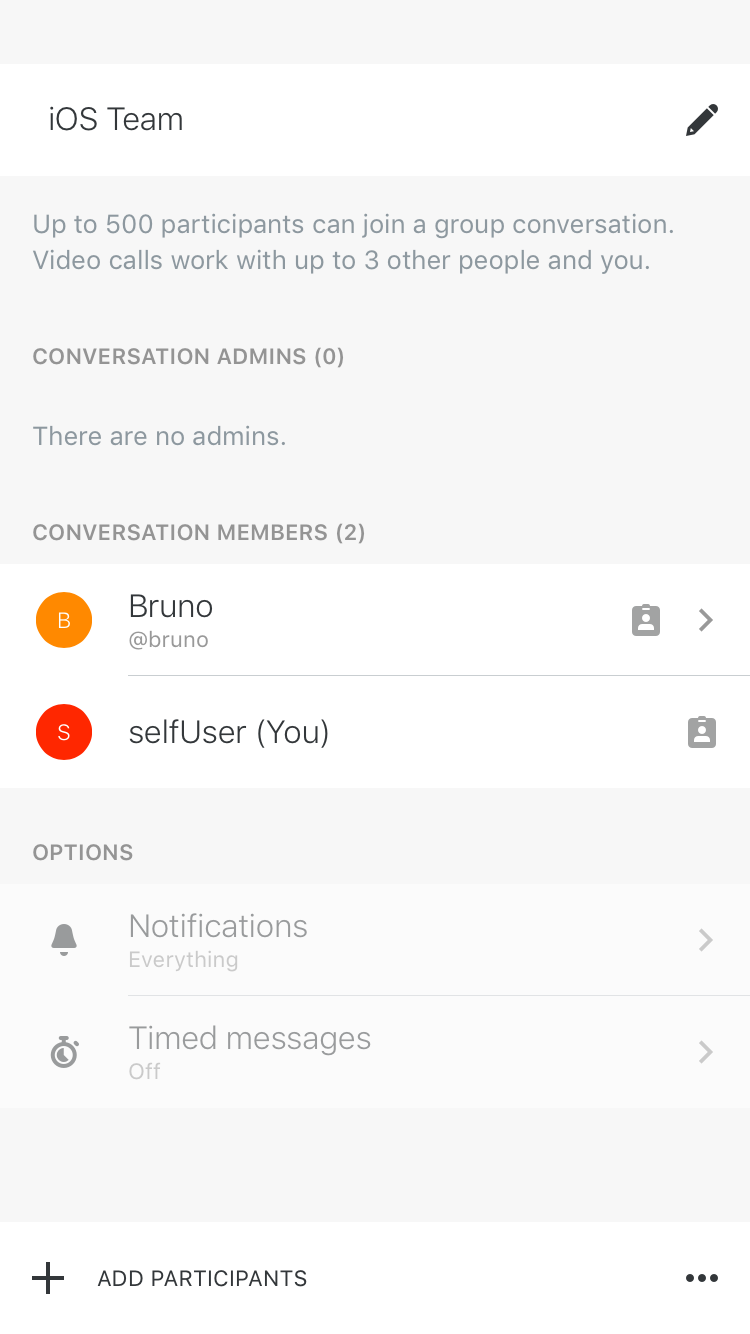 iOS Team
Up to 500 participants can join a group conversation.
Video calls work with up to 3 other people and you.
CONVERSATION ADMINS (0)
There are no admins.
CONVERSATION MEMBERS (2)
B
Bruno
@bruno
S
selfUser (You)
OPTIONS
Notifications
Everything
Timed messages
Off
ADD PARTICIPANTS